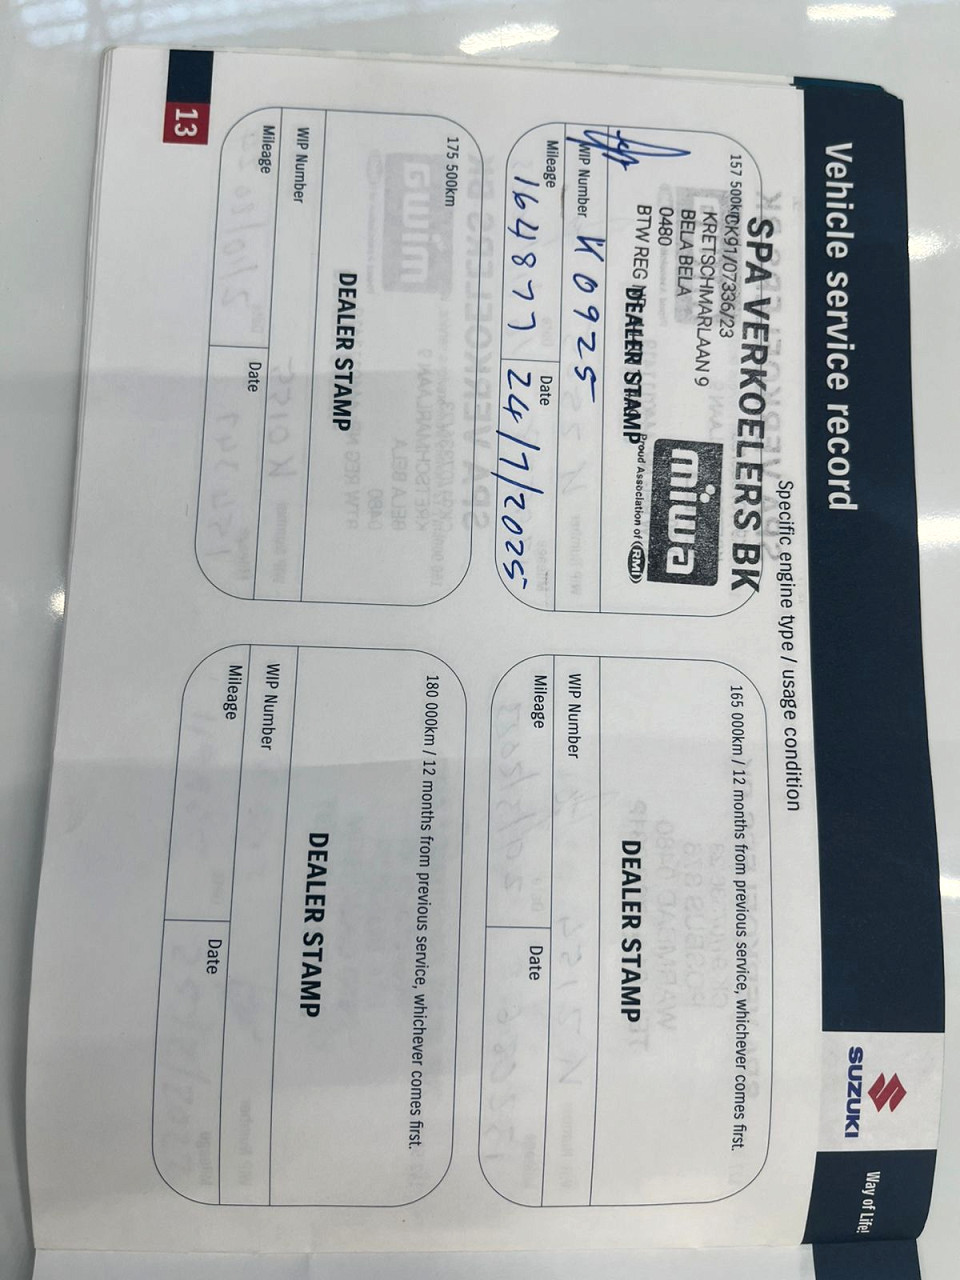 Vehicle service record
SUZUKI
Way of Life!
Specific engine type / usage condition
157 500km
SPA VERKOELERS BK
CK91/07336/23
KRETSCHMARLAAN 9
BELA BELA
0480
BTW REG
miwa
Proud Association of RMI
DEALER STAMP
WIP Number K0925
Mileage 164877
Date 24/7/2025
165 000km / 12 months from previous service, whichever comes first.
DEALER STAMP
WIP Number
Mileage
Date
175 500km
DEALER STAMP
WIP Number
Mileage
Date
180 000km / 12 months from previous service, whichever comes first.
DEALER STAMP
WIP Number
Mileage
Date
13